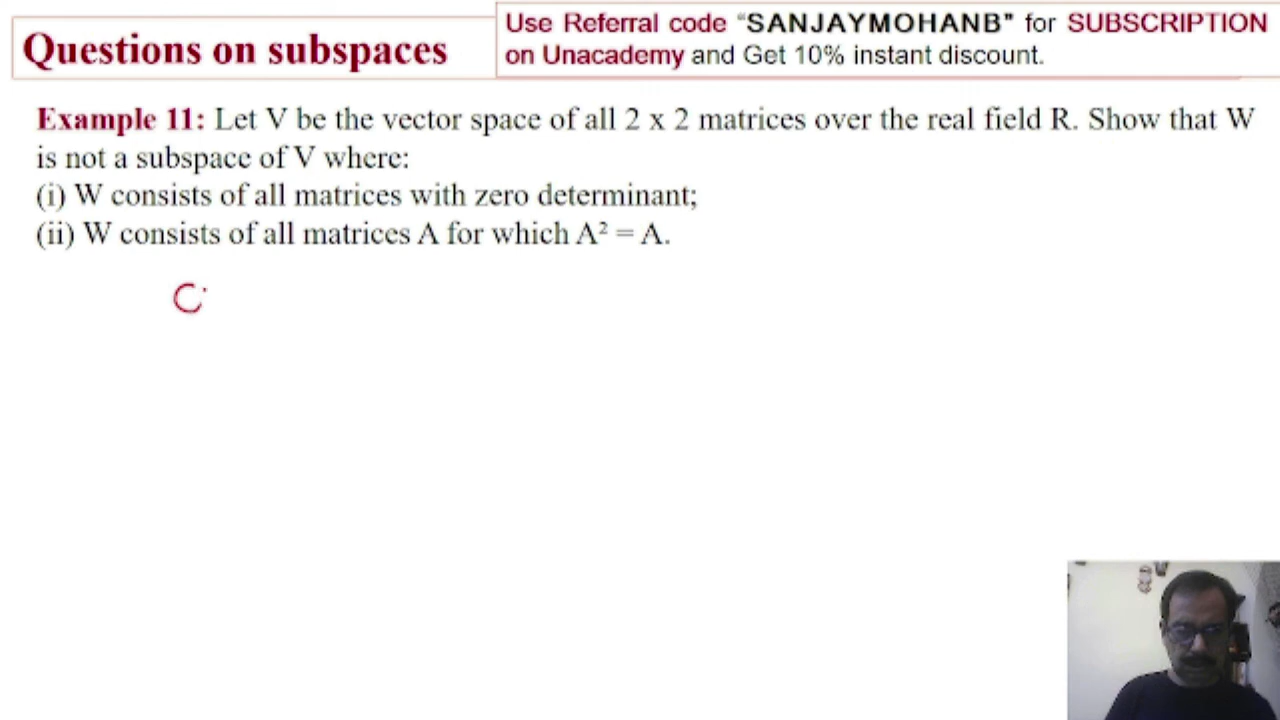 Questions on subspaces
Use Referral code “SANJAYMOHANB" for SUBSCRIPTION
on Unacademy and Get 10% instant discount.
Example 11: Let V be the vector space of all 2 x 2 matrices over the real field R. Show that W
is not a subspace of V where:
(i) W consists of all matrices with zero determinant;
(ii) W consists of all matrices A for which A² = A.